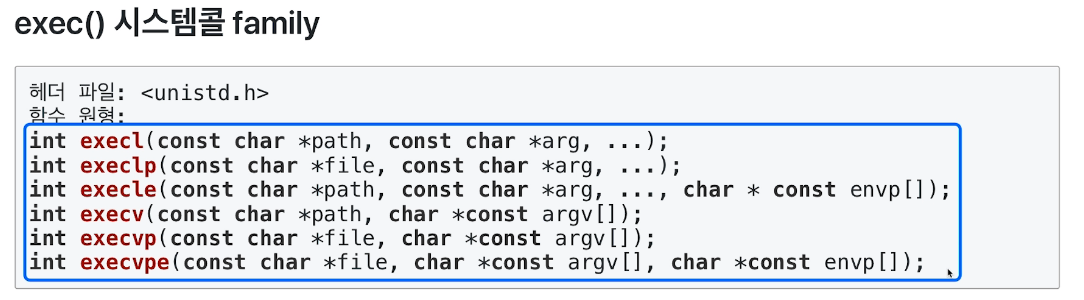 exec() 시스템콜 family
헤더 파일: <unistd.h>
함수 원형:
int execl(const char *path, const char *arg, ...);
int execlp(const char *file, const char *arg, ...);
int execle(const char *path, const char *arg, ..., char * const envp[]);
int execv(const char *path, char *const argv[]);
int execvp(const char *file, char *const argv[]);
int execvpe(const char *file, char *const argv[], char *const envp[]);